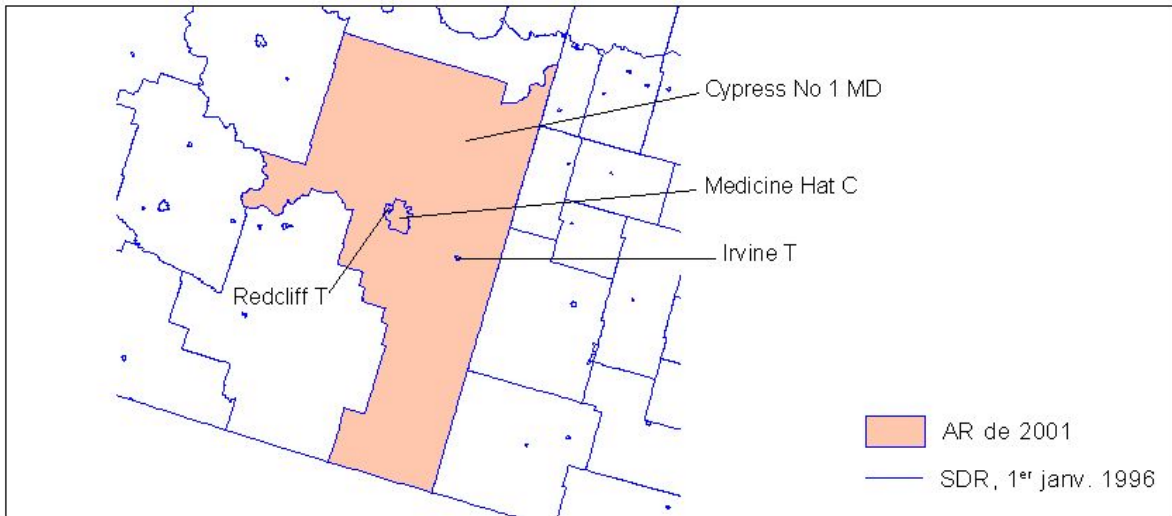 Cypress No 1 MD
Medicine Hat C
Irvine T
Redcliff T
AR de 2001
SDR, 1er janv. 1996